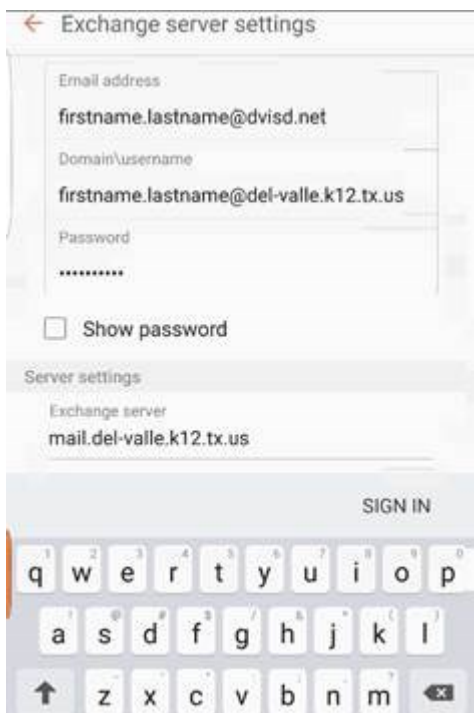 Exchange server settings
Email address
firstname.lastname@dvisd.net
Domain\username
firstname.lastname@del-valle.k12.tx.us
Password
••••••••••
Show password
Server settings
Exchange server
mail.del-valle.k12.tx.us
SIGN IN
q w e r t y u i o p
a s d f g h j k l
z x c v b n m